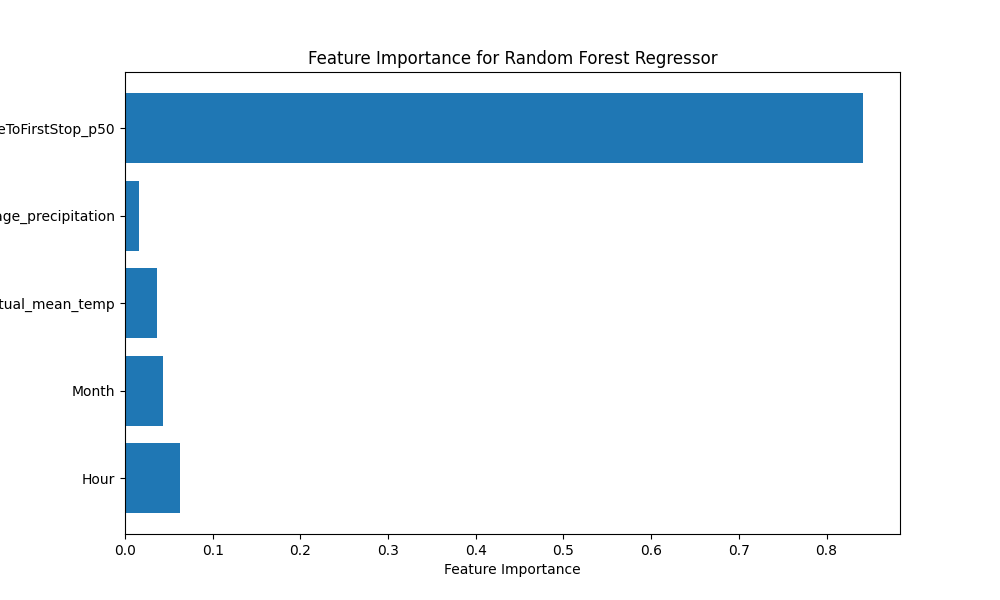 Feature Importance for Random Forest Regressor
eToFirstStop_p50
age_precipitation
tual_mean_temp
Month
Hour
0.0 0.1 0.2 0.3 0.4 0.5 0.6 0.7 0.8
Feature Importance